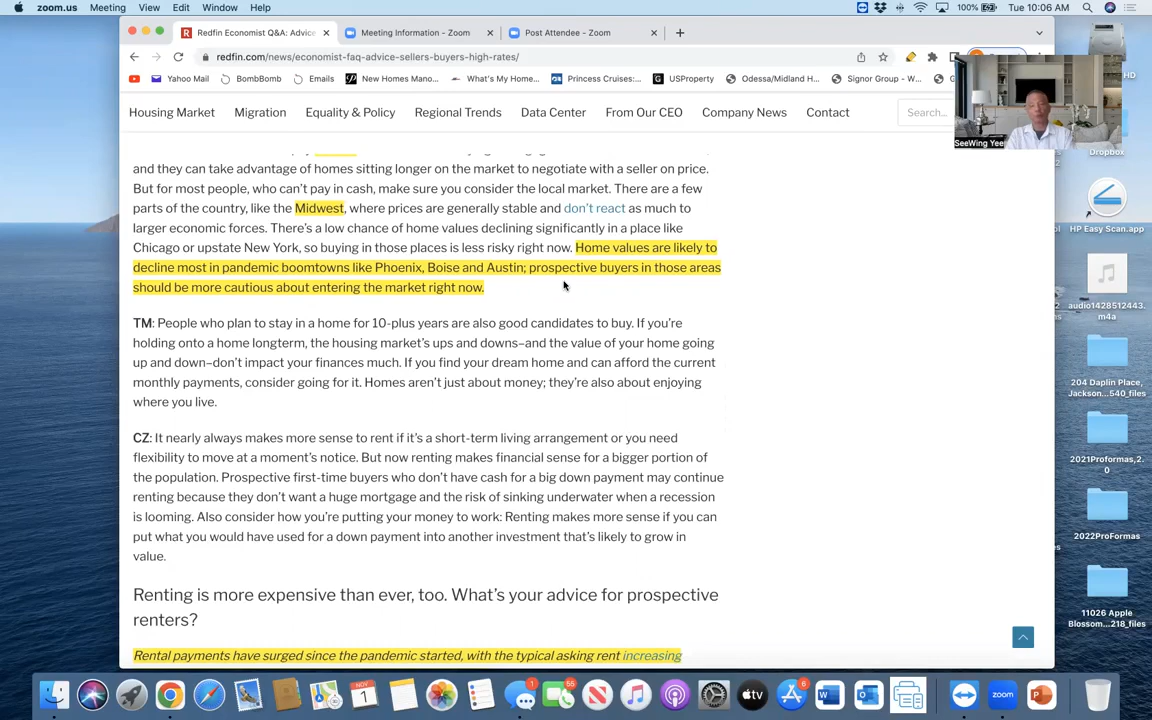 zoom.us Meeting View Edit Window Help
100% Tue 10:06 AM
Redfin Economist Q&A: Advice
Meeting Information - Zoom
Post Attendee - Zoom
redfin.com/news/economist-faq-advice-sellers-buyers-high-rates/
Yahoo Mail BombBomb Emails New Homes Mano... What's My Home... Princess Cruises:... USProperty Odessa/Midland H... Signor Group - W...
Housing Market Migration Equality & Policy Regional Trends Data Center From Our CEO Company News Contact Search...
SeeWing Yee
and they can take advantage of homes sitting longer on the market to negotiate with a seller on price.
But for most people, who can't pay in cash, make sure you consider the local market. There are a few
parts of the country, like the Midwest, where prices are generally stable and don't react as much to
larger economic forces. There's a low chance of home values declining significantly in a place like
Chicago or upstate New York, so buying in those places is less risky right now. Home values are likely to
decline most in pandemic boomtowns like Phoenix, Boise and Austin; prospective buyers in those areas
should be more cautious about entering the market right now.
TM: People who plan to stay in a home for 10-plus years are also good candidates to buy. If you're
holding onto a home longterm, the housing market's ups and downs–and the value of your home going
up and down–don't impact your finances much. If you find your dream home and can afford the current
monthly payments, consider going for it. Homes aren't just about money; they're also about enjoying
where you live.
CZ: It nearly always makes more sense to rent if it's a short-term living arrangement or you need
flexibility to move at a moment's notice. But now renting makes financial sense for a bigger portion of
the population. Prospective first-time buyers who don't have cash for a big down payment may continue
renting because they don't want a huge mortgage and the risk of sinking underwater when a recession
is looming. Also consider how you're putting your money to work: Renting makes more sense if you can
put what you would have used for a down payment into another investment that's likely to grow in
value.
Renting is more expensive than ever, too. What's your advice for prospective
renters?
Rental payments have surged since the pandemic started, with the typical asking rent increasing
HD
Dropbox
HP Easy Scan.app
audio1428512443.
m4a
204 Daplin Place,
Jackson...540_files
2021Proformas,2.
0
2022ProFormas
11026 Apple
Blossom...218_files
NOV
1
1
56
6
tv
W
zoom
P